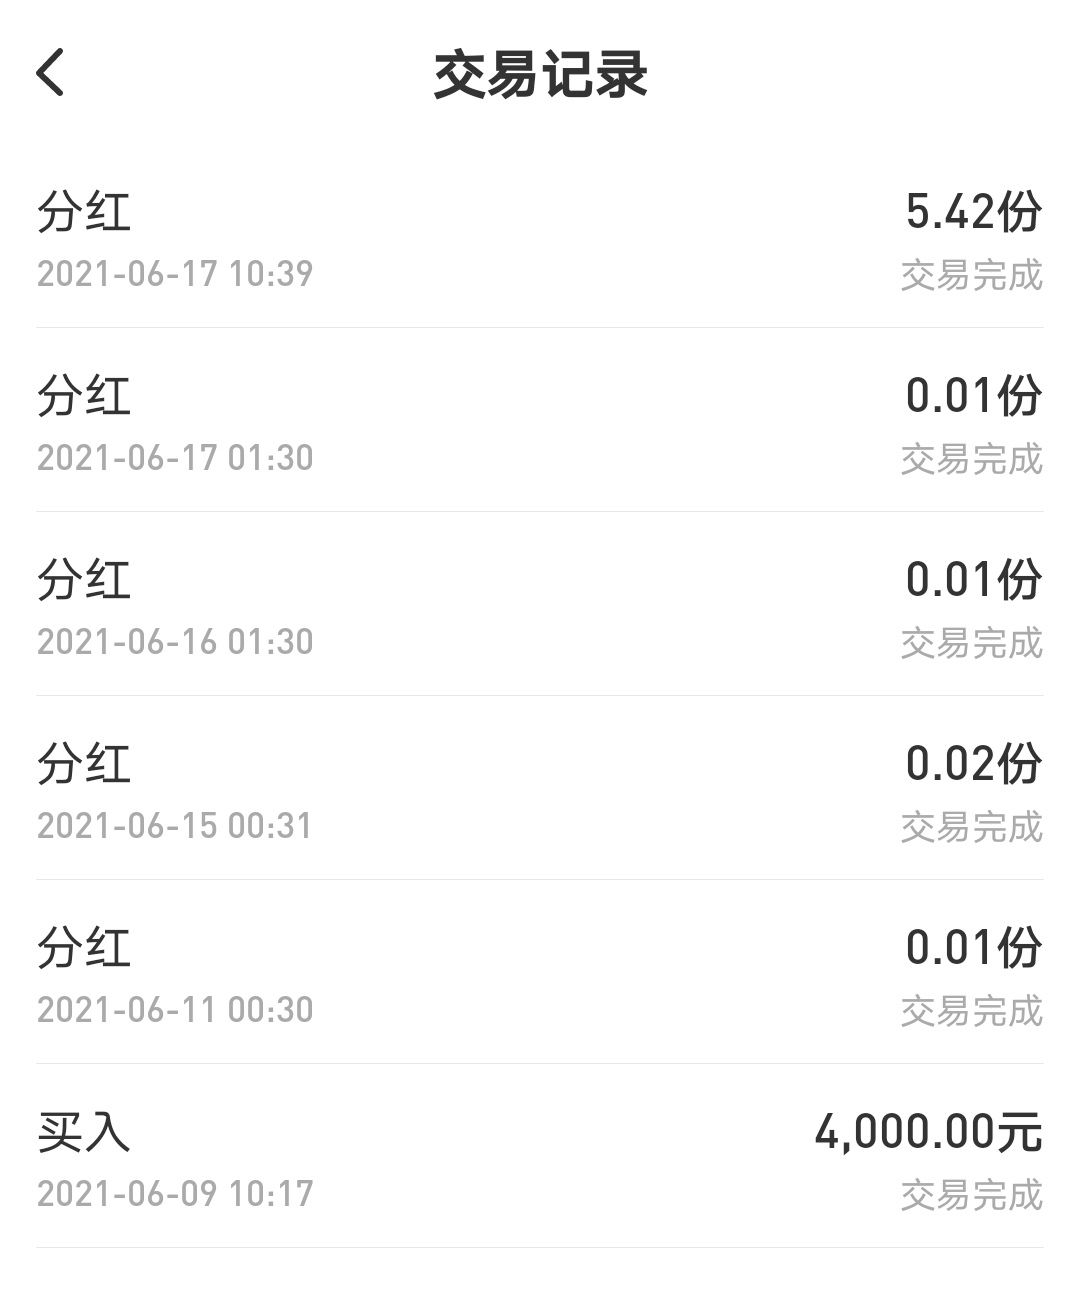 交易记录
分红 5.42份
2021-06-17 10:39 交易完成
分红 0.01份
2021-06-17 01:30 交易完成
分红 0.01份
2021-06-16 01:30 交易完成
分红 0.02份
2021-06-15 00:31 交易完成
分红 0.01份
2021-06-11 00:30 交易完成
买入 4,000.00元
2021-06-09 10:17 交易完成